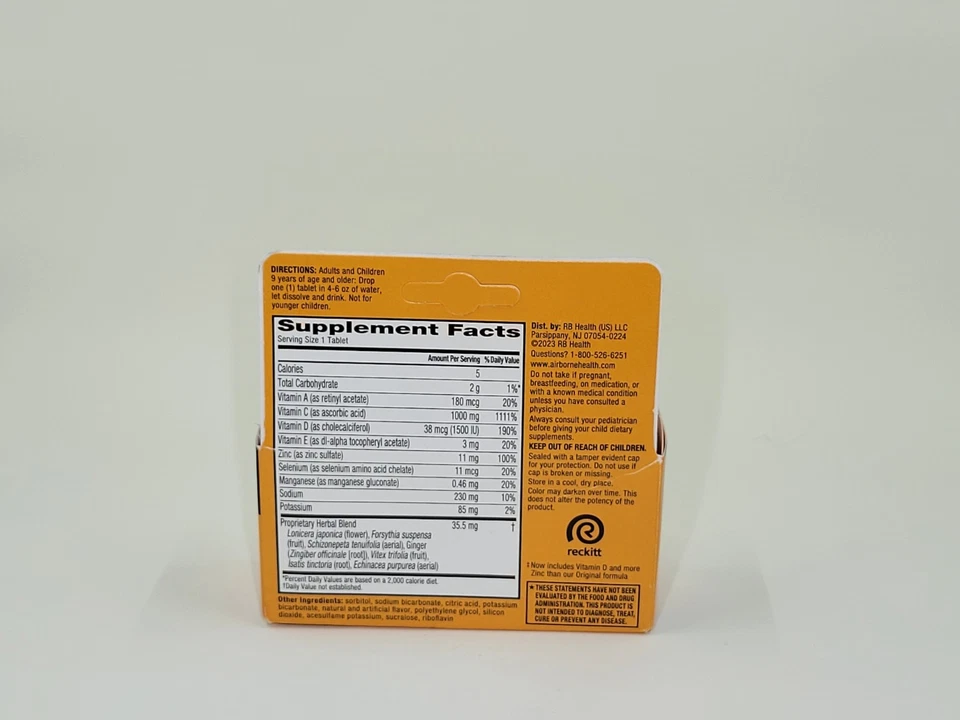 DIRECTIONS: Adults and Children
9 years of age and older: Drop
one (1) tablet in 4-6 oz of water,
let dissolve and drink. Not for
younger children.
Supplement Facts
Serving Size 1 Tablet
Amount Per Serving % Daily Value
Calories 5
Total Carbohydrate 2 g 1%*
Vitamin A (as retinyl acetate) 180 mcg 20%
Vitamin C (as ascorbic acid) 1000 mg 1111%
Vitamin D (as cholecalciferol) 38 mcg (1500 IU) 190%
Vitamin E (as dl-alpha tocopheryl acetate) 3 mg 20%
Zinc (as zinc sulfate) 11 mg 100%
Selenium (as selenium amino acid chelate) 11 mcg 20%
Manganese (as manganese gluconate) 0.46 mg 20%
Sodium 230 mg 10%
Potassium 85 mg 2%
Proprietary Herbal Blend 35.5 mg †
Lonicera japonica (flower), Forsythia suspensa
(fruit), Schizonepeta tenuifolia (aerial), Ginger
(Zingiber officinale [root]), Vitex trifolia (fruit),
Isatis tinctoria (root), Echinacea purpurea (aerial)
*Percent Daily Values are based on a 2,000 calorie diet.
†Daily Value not established.
Other Ingredients: sorbitol, sodium bicarbonate, citric acid, potassium
bicarbonate, natural and artificial flavor, polyethylene glycol, silicon
dioxide, acesulfame potassium, sucralose, riboflavin
Dist. by: RB Health (US) LLC
Parsippany, NJ 07054-0224
©2023 RB Health
Questions? 1-800-526-6251
www.airbornehealth.com
Do not take if pregnant,
breastfeeding, on medication, or
with a known medical condition
unless you have consulted a
physician.
Always consult your pediatrician
before giving your child dietary
supplements.
KEEP OUT OF REACH OF CHILDREN.
Sealed with a tamper evident cap
for your protection. Do not use if
cap is broken or missing.
Store in a cool, dry place.
Color may darken over time. This
does not alter the potency of the
product.
reckitt
‡Now includes Vitamin D and more
Zinc than our Original formula
* THESE STATEMENTS HAVE NOT BEEN
EVALUATED BY THE FOOD AND DRUG
ADMINISTRATION. THIS PRODUCT IS
NOT INTENDED TO DIAGNOSE, TREAT,
CURE OR PREVENT ANY DISEASE.